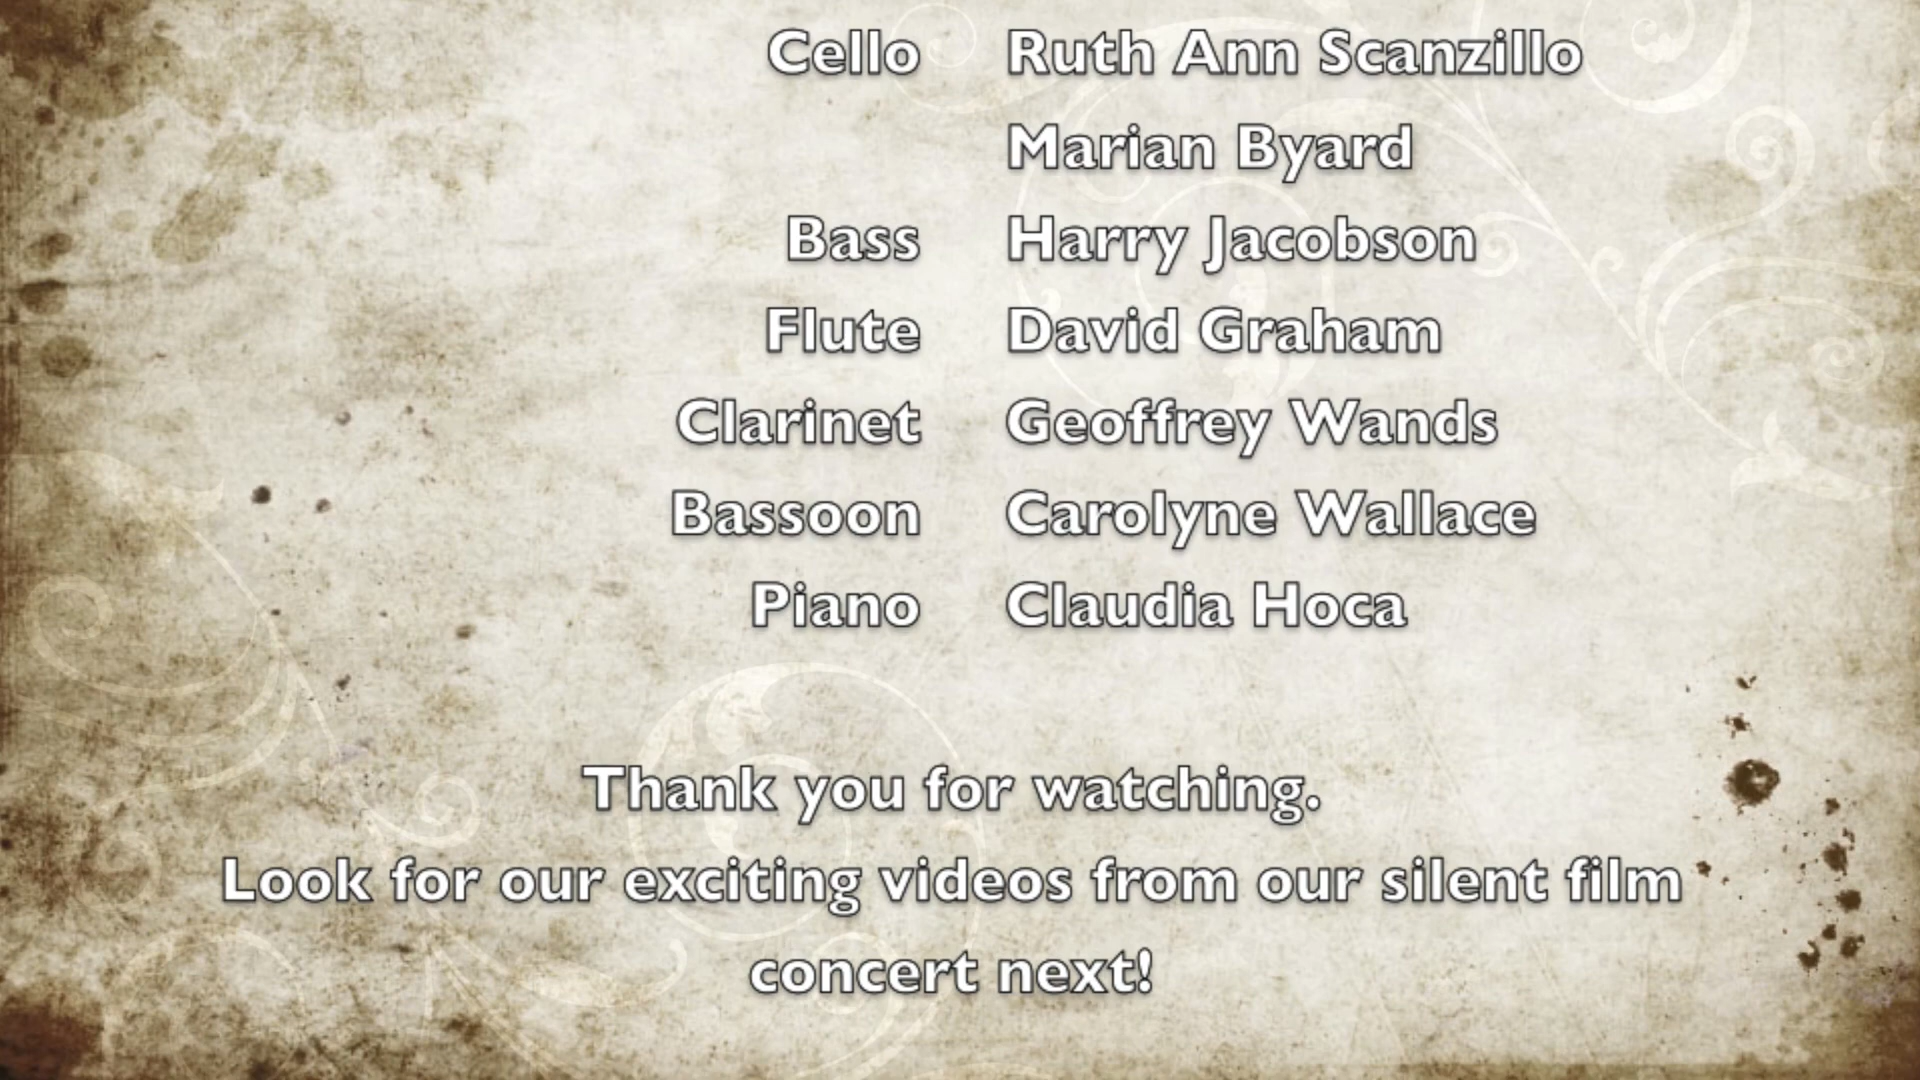 Cello Ruth Ann Scanzillo
Marian Byard
Bass Harry Jacobson
Flute David Graham
Clarinet Geoffrey Wands
Bassoon Carolyne Wallace
Piano Claudia Hoca
Thank you for watching.
Look for our exciting videos from our silent film
concert next!